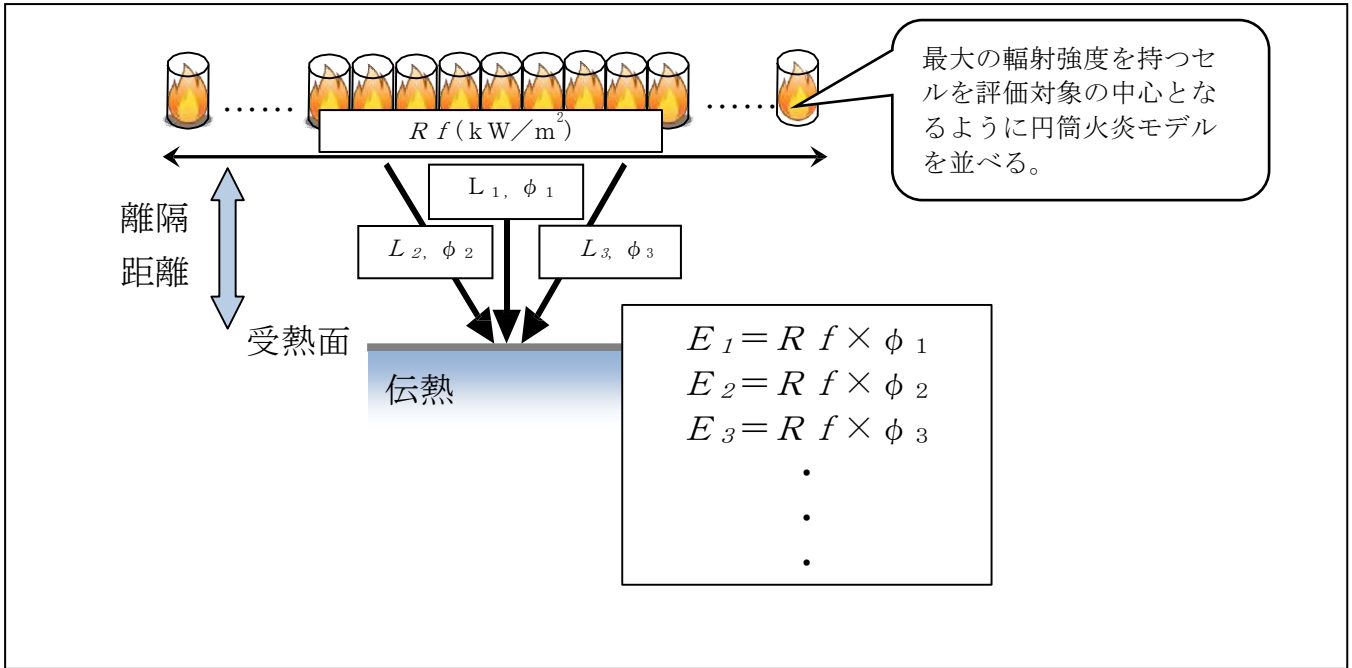 最大の輻射強度を持つセ
ルを評価対象の中心とな
るように円筒火炎モデル
を並べる。
……
……
Rf(kW/m²)
L₁, φ₁
L₂, φ₂
L₃, φ₃
離隔
距離
受熱面
伝熱
E₁=Rf×φ₁
E₂=Rf×φ₂
E₃=Rf×φ₃
・
・
・